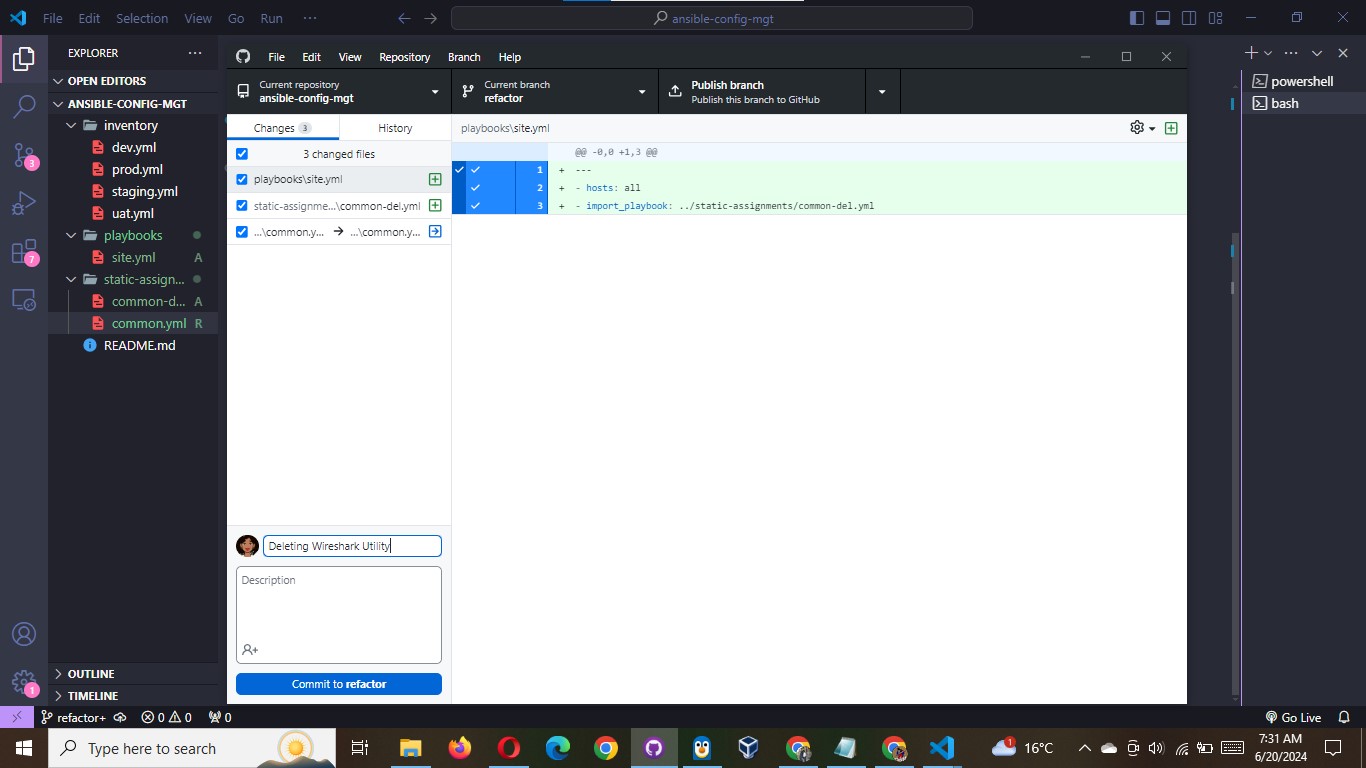 File Edit Selection View Go Run ···
ansible-config-mgt
EXPLORER ···
OPEN EDITORS
ANSIBLE-CONFIG-MGT
inventory
dev.yml
prod.yml
staging.yml
uat.yml
playbooks
site.yml A
static-assign...
common-d... A
common.yml R
README.md
OUTLINE
TIMELINE
3
7
1
File Edit View Repository Branch Help
Current repository
ansible-config-mgt
Current branch
refactor
Publish branch
Publish this branch to GitHub
Changes 3
History
3 changed files
playbooks\site.yml
static-assignme...\common-del.yml
...\common.y... → ...\common.y...
playbooks\site.yml
@@ -0,0 +1,3 @@
1 + ---
2 + - hosts: all
3 + - import_playbook: ../static-assignments/common-del.yml
Deleting Wireshark Utility
Description
Commit to refactor
powershell
bash
refactor+ 0 0 0
Go Live
Type here to search
1
16°C
7:31 AM
6/20/2024